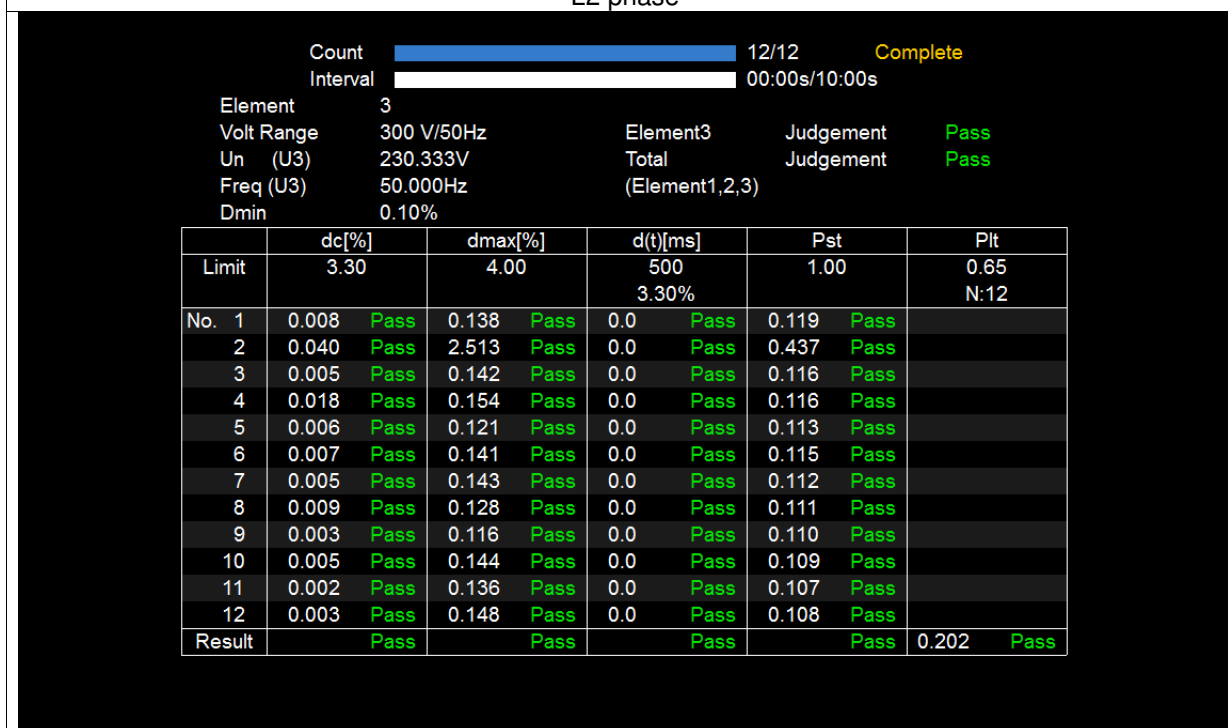 L2 phase
Count 12/12 Complete
Interval 00:00s/10:00s
Element 3
Volt Range 300 V/50Hz Element3 Judgement Pass
Un (U3) 230.333V Total Judgement Pass
Freq (U3) 50.000Hz (Element1,2,3)
Dmin 0.10%
dc[%] dmax[%] d(t)[ms] Pst Plt
Limit 3.30 4.00 500 1.00 0.65
3.30% N:12
No. 1 0.008 Pass 0.138 Pass 0.0 Pass 0.119 Pass
2 0.040 Pass 2.513 Pass 0.0 Pass 0.437 Pass
3 0.005 Pass 0.142 Pass 0.0 Pass 0.116 Pass
4 0.018 Pass 0.154 Pass 0.0 Pass 0.116 Pass
5 0.006 Pass 0.121 Pass 0.0 Pass 0.113 Pass
6 0.007 Pass 0.141 Pass 0.0 Pass 0.115 Pass
7 0.005 Pass 0.143 Pass 0.0 Pass 0.112 Pass
8 0.009 Pass 0.128 Pass 0.0 Pass 0.111 Pass
9 0.003 Pass 0.116 Pass 0.0 Pass 0.110 Pass
10 0.005 Pass 0.144 Pass 0.0 Pass 0.109 Pass
11 0.002 Pass 0.136 Pass 0.0 Pass 0.107 Pass
12 0.003 Pass 0.148 Pass 0.0 Pass 0.108 Pass
Result Pass Pass Pass Pass 0.202 Pass